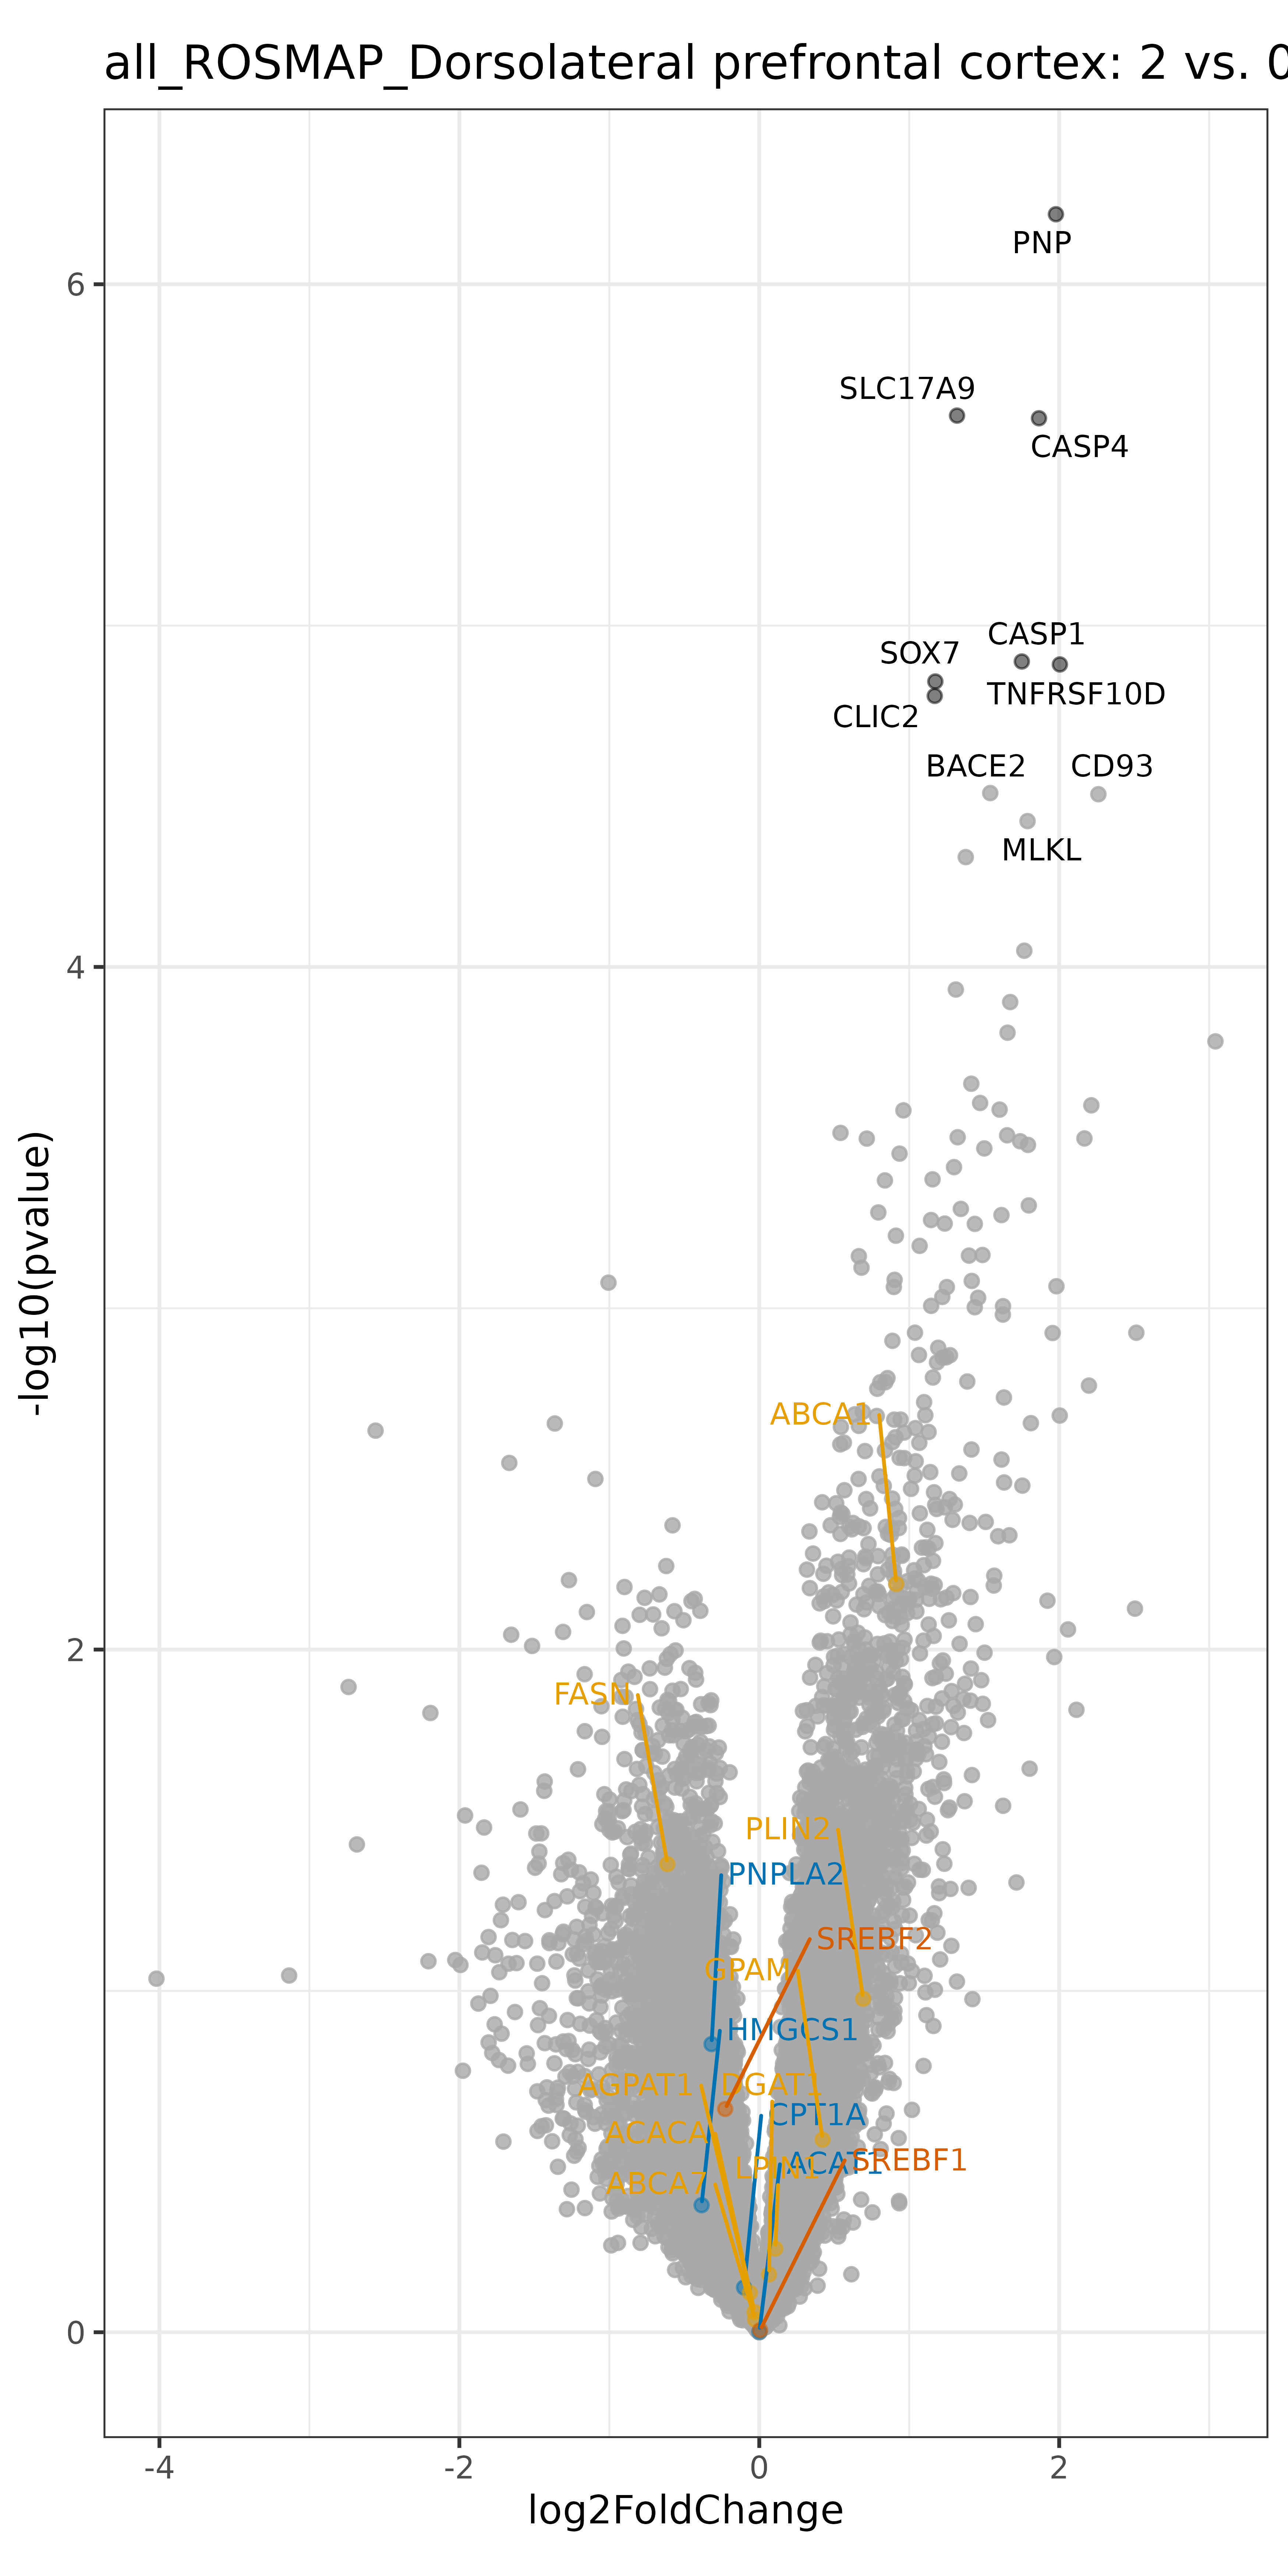 all_ROSMAP_Dorsolateral prefrontal cortex: 2 vs. 0
PNP
6
SLC17A9
CASP4
CASP1
SOX7
TNFRSF10D
CLIC2
BACE2 CD93
MLKL
4
-log10(pvalue)
ABCA1
2
FASN
PLIN2
PNPLA2
SREBF2
GPAM
HMGCS1
AGPAT1 DGAT1
CPT1A
ACACA
SREBF1
ACAT1
LPIN1
ABCA7
0
-4 -2 0 2
log2FoldChange